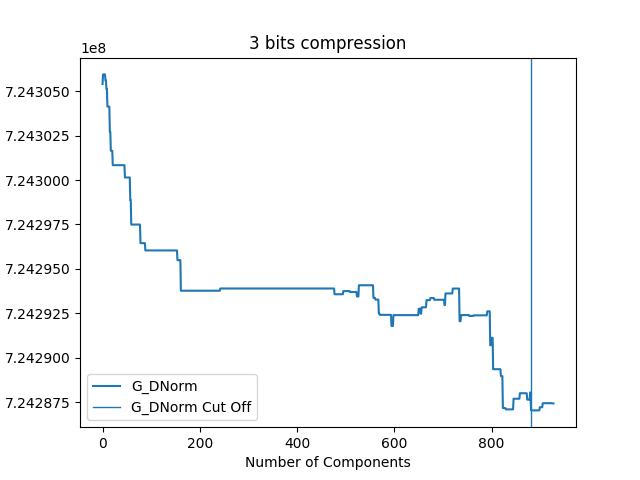 3 bits compression
1e8
7.243050
7.243025
7.243000
7.242975
7.242950
7.242925
7.242900
7.242875
G_DNorm
G_DNorm Cut Off
0 200 400 600 800
Number of Components